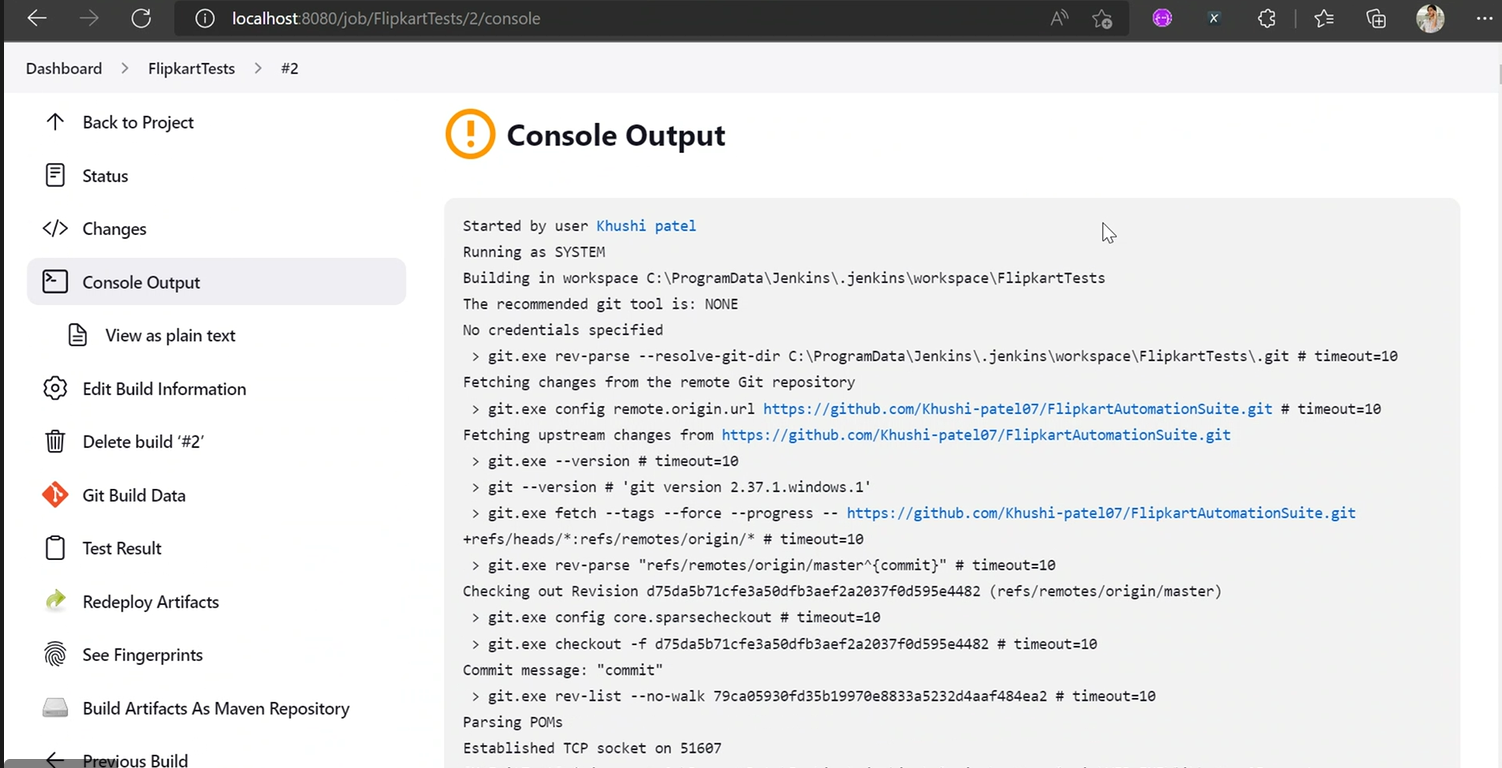 localhost:8080/job/FlipkartTests/2/console
Dashboard > FlipkartTests > #2
Back to Project
Status
Changes
Console Output
View as plain text
Edit Build Information
Delete build ‘#2’
Git Build Data
Test Result
Redeploy Artifacts
See Fingerprints
Build Artifacts As Maven Repository
Previous Build
Console Output
Started by user Khushi patel
Running as SYSTEM
Building in workspace C:\ProgramData\Jenkins\.jenkins\workspace\FlipkartTests
The recommended git tool is: NONE
No credentials specified
> git.exe rev-parse --resolve-git-dir C:\ProgramData\Jenkins\.jenkins\workspace\FlipkartTests\.git # timeout=10
Fetching changes from the remote Git repository
> git.exe config remote.origin.url https://github.com/Khushi-patel07/FlipkartAutomationSuite.git # timeout=10
Fetching upstream changes from https://github.com/Khushi-patel07/FlipkartAutomationSuite.git
> git.exe --version # timeout=10
> git --version # 'git version 2.37.1.windows.1'
> git.exe fetch --tags --force --progress -- https://github.com/Khushi-patel07/FlipkartAutomationSuite.git
+refs/heads/*:refs/remotes/origin/* # timeout=10
> git.exe rev-parse "refs/remotes/origin/master^{commit}" # timeout=10
Checking out Revision d75da5b71cfe3a50dfb3aef2a2037f0d595e4482 (refs/remotes/origin/master)
> git.exe config core.sparsecheckout # timeout=10
> git.exe checkout -f d75da5b71cfe3a50dfb3aef2a2037f0d595e4482 # timeout=10
Commit message: "commit"
> git.exe rev-list --no-walk 79ca05930fd35b19970e8833a5232d4aaf484ea2 # timeout=10
Parsing POMs
Established TCP socket on 51607